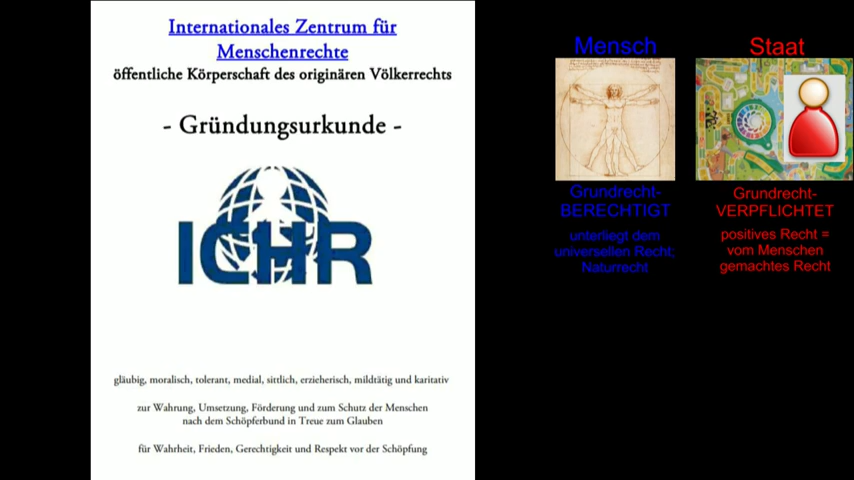 Internationales Zentrum für
Menschenrechte
öffentliche Körperschaft des originären Völkerrechts
- Gründungsurkunde -
ICHR
gläubig, moralisch, tolerant, medial, sittlich, erzieherisch, mildtätig und karitativ
zur Wahrung, Umsetzung, Förderung und zum Schutz der Menschen
nach dem Schöpferbund in Treue zum Glauben
für Wahrheit, Frieden, Gerechtigkeit und Respekt vor der Schöpfung
Mensch
Grundrecht-
BERECHTIGT
unterliegt dem
universellen Recht;
Naturrecht
Staat
Grundrecht-
VERPFLICHTET
positives Recht =
vom Menschen
gemachtes Recht